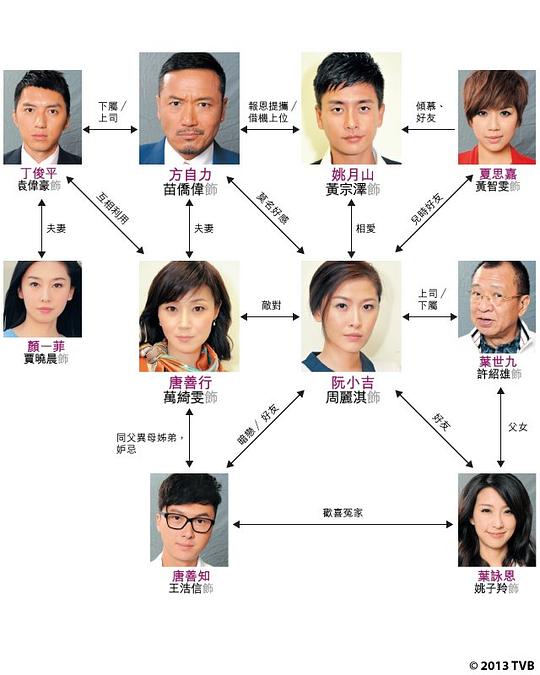 下屬／
上司
報恩提攜／
借機上位
傾慕、
好友
丁俊平
袁偉豪飾
方自力
苗僑偉飾
姚月山
黃宗澤飾
夏思嘉
黃智雯飾
夫妻
互相利用
夫妻
莫名好感
相愛
兒時好友
敵對
上司／
下屬
顏一菲
賈曉晨飾
唐善行
萬綺雯飾
阮小吉
周麗淇飾
葉世九
許紹雄飾
同父異母姊弟，
妒忌
暗戀／好友
好友
父女
歡喜冤家
唐善知
王浩信飾
葉詠恩
姚子羚飾
© 2013 TVB